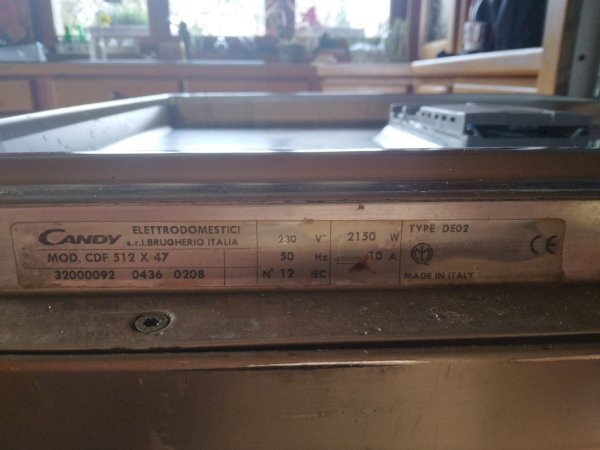 CANDY ELETTRODOMESTICI
s.r.l. BRUGHERIO ITALIA
MOD. CDF 512 X 47
32000092 0436 0208
230 V~ 2150 W
50 Hz 10 A
N° 12 IEC
TYPE DE02
MADE IN ITALY
CE